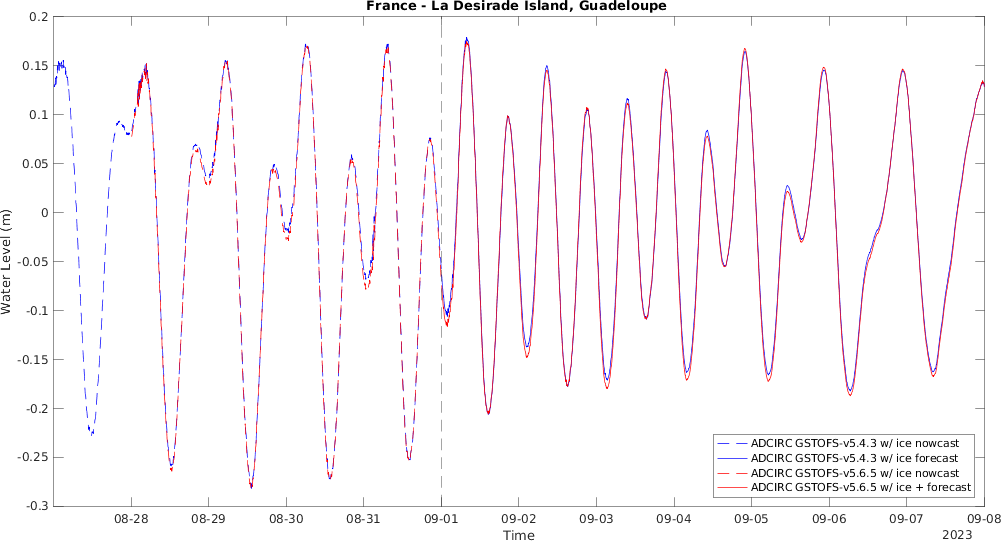 France - La Desirade Island, Guadeloupe
0.2
0.15
0.1
0.05
0
-0.05
-0.1
-0.15
-0.2
-0.25
-0.3
Water Level (m)
ADCIRC GSTOFS-v5.4.3 w/ ice nowcast
ADCIRC GSTOFS-v5.4.3 w/ ice forecast
ADCIRC GSTOFS-v5.6.5 w/ ice nowcast
ADCIRC GSTOFS-v5.6.5 w/ ice + forecast
08-28 08-29 08-30 08-31 09-01 09-02 09-03 09-04 09-05 09-06 09-07 09-08
Time
2023